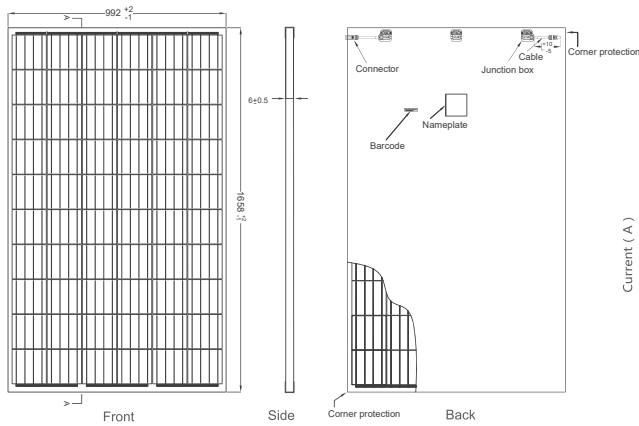 992 +2 -1
A
1658 +2 -1
A
Front
6±0.5
Side
Connector
Junction box
Cable
+10
-5
Corner protection
Barcode
Nameplate
Corner protection
Back
Current ( A )